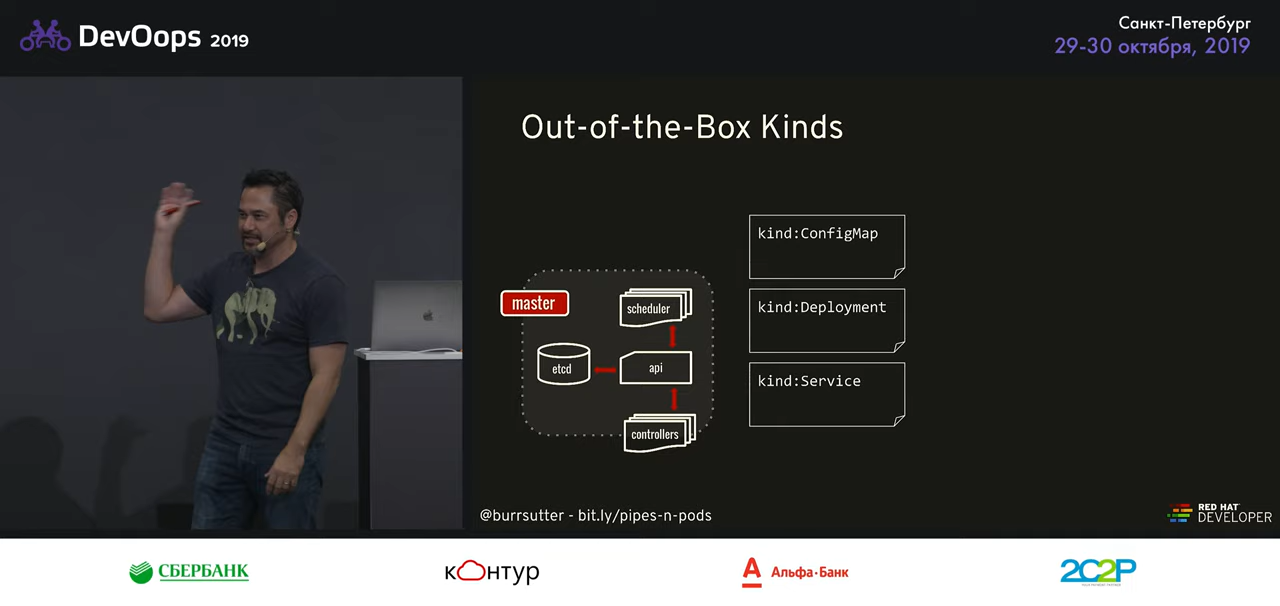 DevOops 2019
Санкт-Петербург
29-30 октября, 2019
Out-of-the-Box Kinds
master
scheduler
etcd
api
controllers
kind:ConfigMap
kind:Deployment
kind:Service
@burrsutter - bit.ly/pipes-n-pods
RED HAT
DEVELOPER
СБЕРБАНК
кОнтур
Альфа·Банк
2C2P